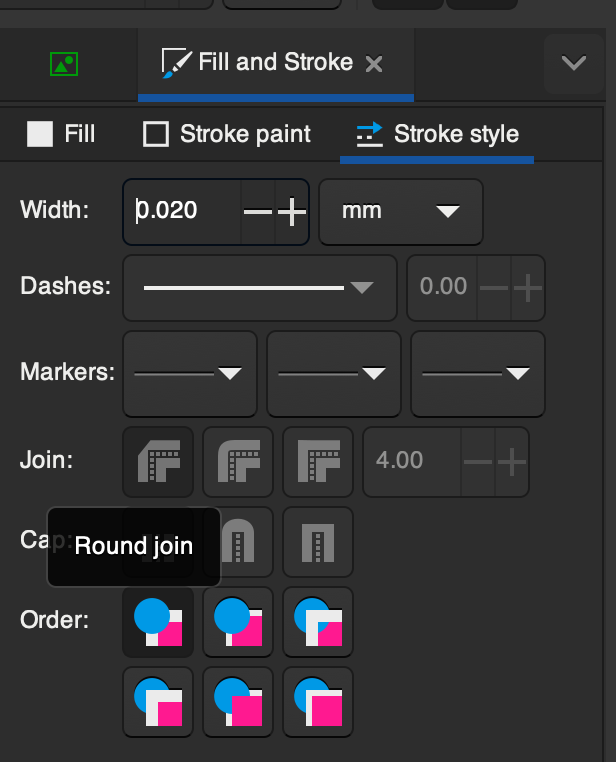 Fill and Stroke
Fill Stroke paint Stroke style
Width: 0.020 mm
Dashes: 0.00
Markers:
Join: 4.00
Cap:
Round join
Order: